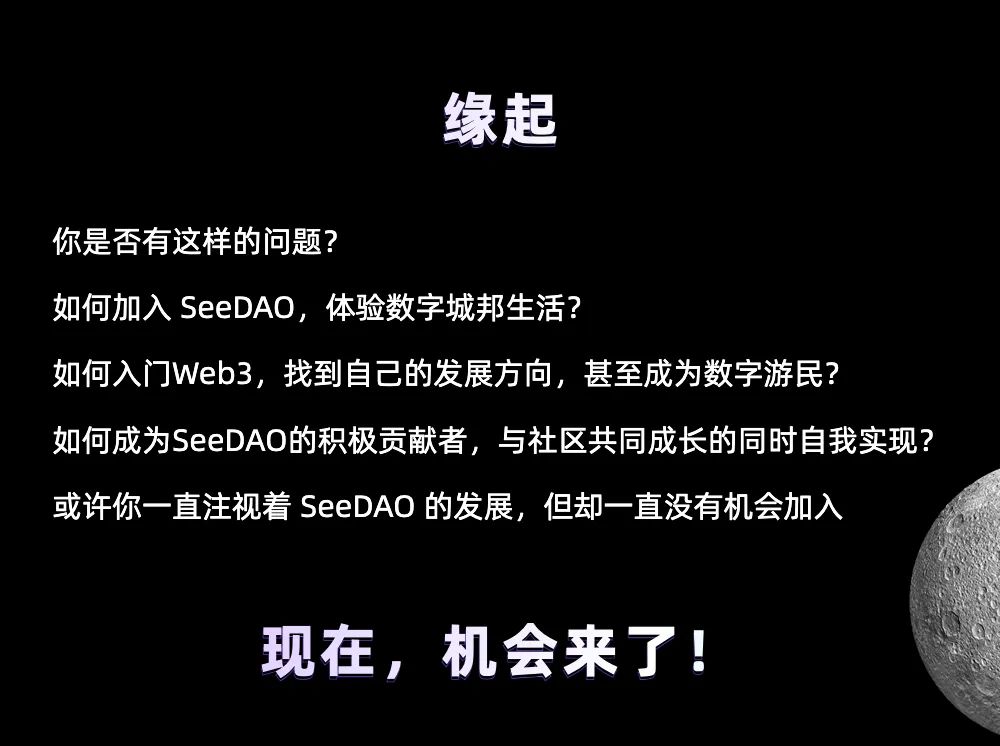 缘起
你是否有这样的问题？
如何加入 SeeDAO，体验数字城邦生活？
如何入门Web3，找到自己的发展方向，甚至成为数字游民？
如何成为SeeDAO的积极贡献者，与社区共同成长的同时自我实现？
或许你一直注视着 SeeDAO 的发展，但却一直没有机会加入
现在，机会来了！